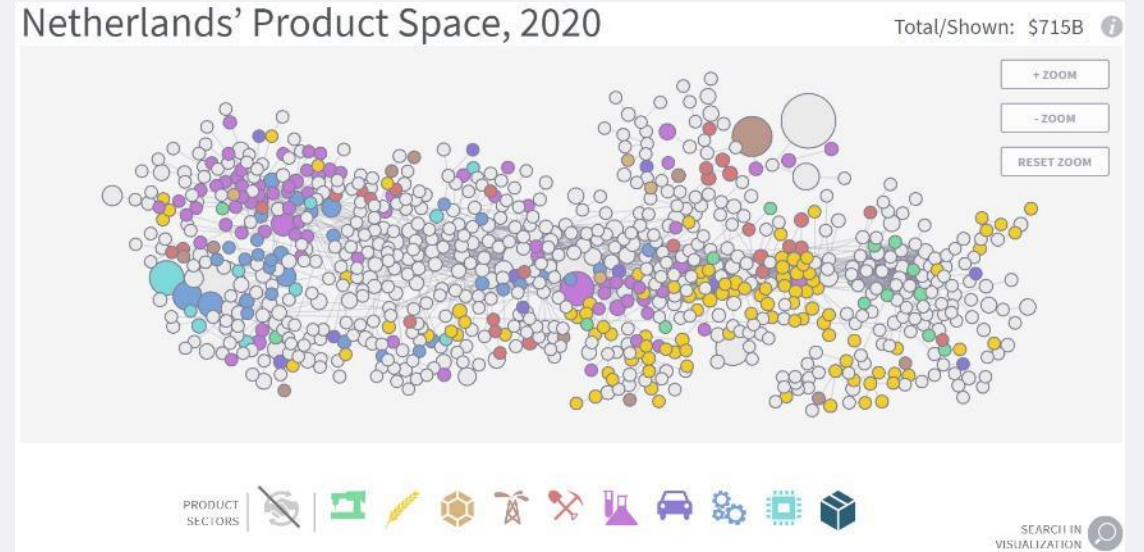 Netherlands' Product Space, 2020
Total/Shown: $715B
i
+ ZOOM
- ZOOM
RESET ZOOM
PRODUCT
SECTORS
SEARCH IN
VISUALIZATION